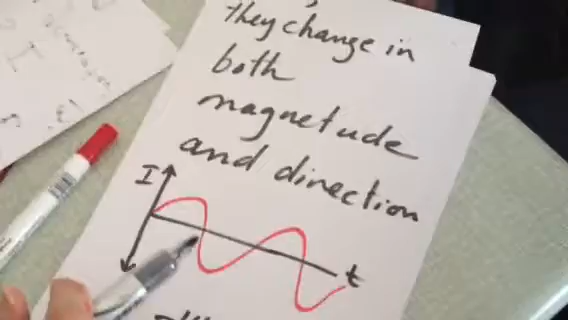 they change in
both
magnetude
and direction
I
t